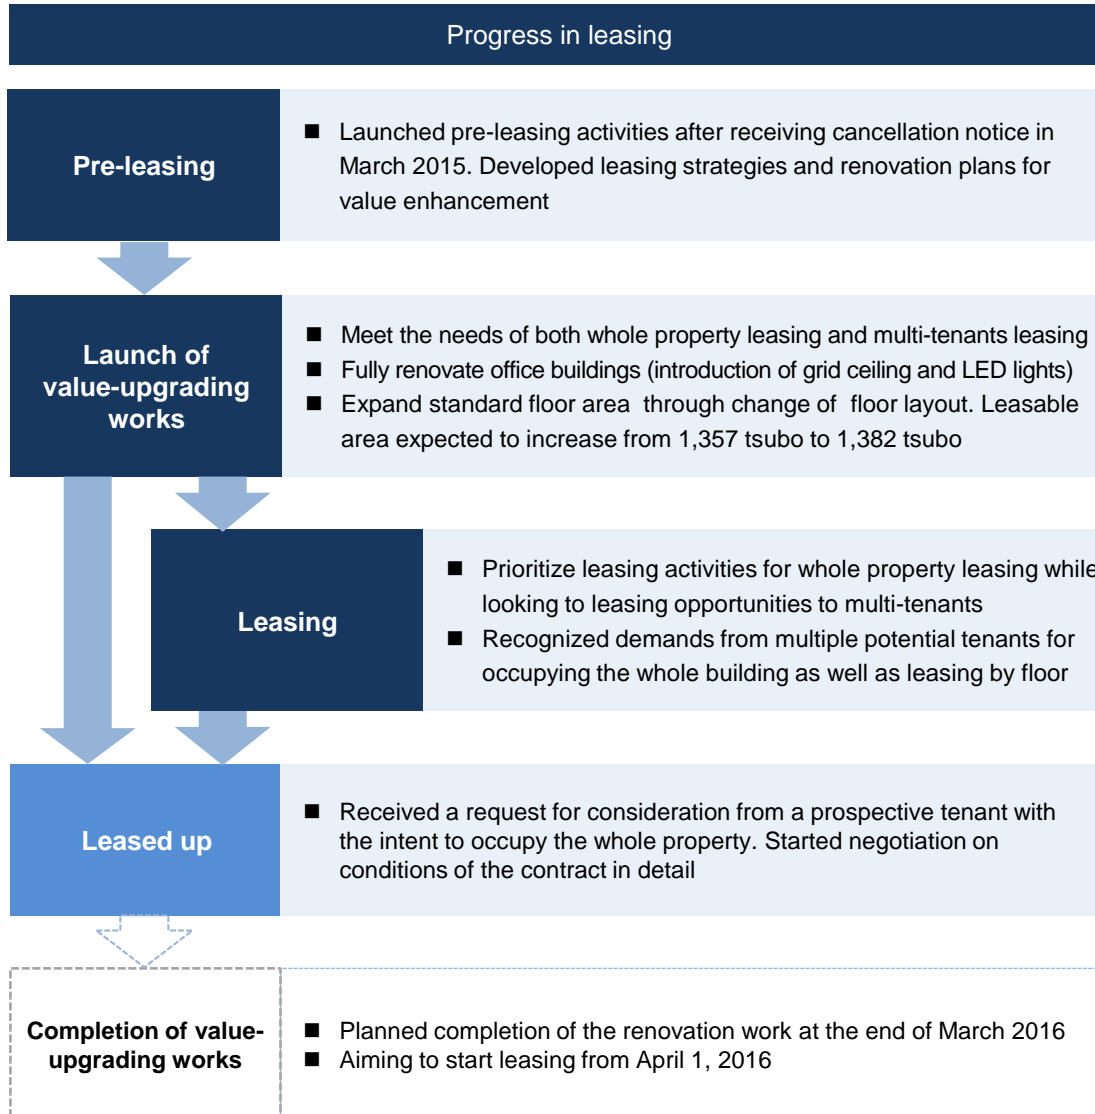 Progress in leasing
Pre-leasing
■ Launched pre-leasing activities after receiving cancellation notice in
March 2015. Developed leasing strategies and renovation plans for
value enhancement
Launch of
value-upgrading
works
■ Meet the needs of both whole property leasing and multi-tenants leasing
■ Fully renovate office buildings (introduction of grid ceiling and LED lights)
■ Expand standard floor area through change of floor layout. Leasable
area expected to increase from 1,357 tsubo to 1,382 tsubo
Leasing
■ Prioritize leasing activities for whole property leasing while
looking to leasing opportunities to multi-tenants
■ Recognized demands from multiple potential tenants for
occupying the whole building as well as leasing by floor
Leased up
■ Received a request for consideration from a prospective tenant with
the intent to occupy the whole property. Started negotiation on
conditions of the contract in detail
Completion of value-
upgrading works
■ Planned completion of the renovation work at the end of March 2016
■ Aiming to start leasing from April 1, 2016